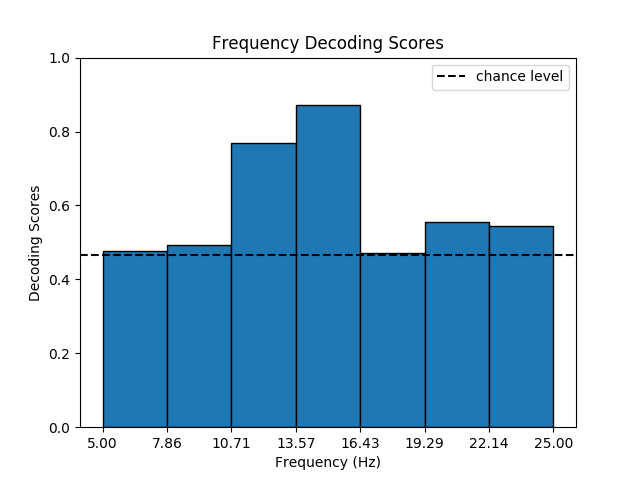 Frequency Decoding Scores
chance level
1.0
0.8
0.6
0.4
0.2
0.0
Decoding Scores
5.00 7.86 10.71 13.57 16.43 19.29 22.14 25.00
Frequency (Hz)